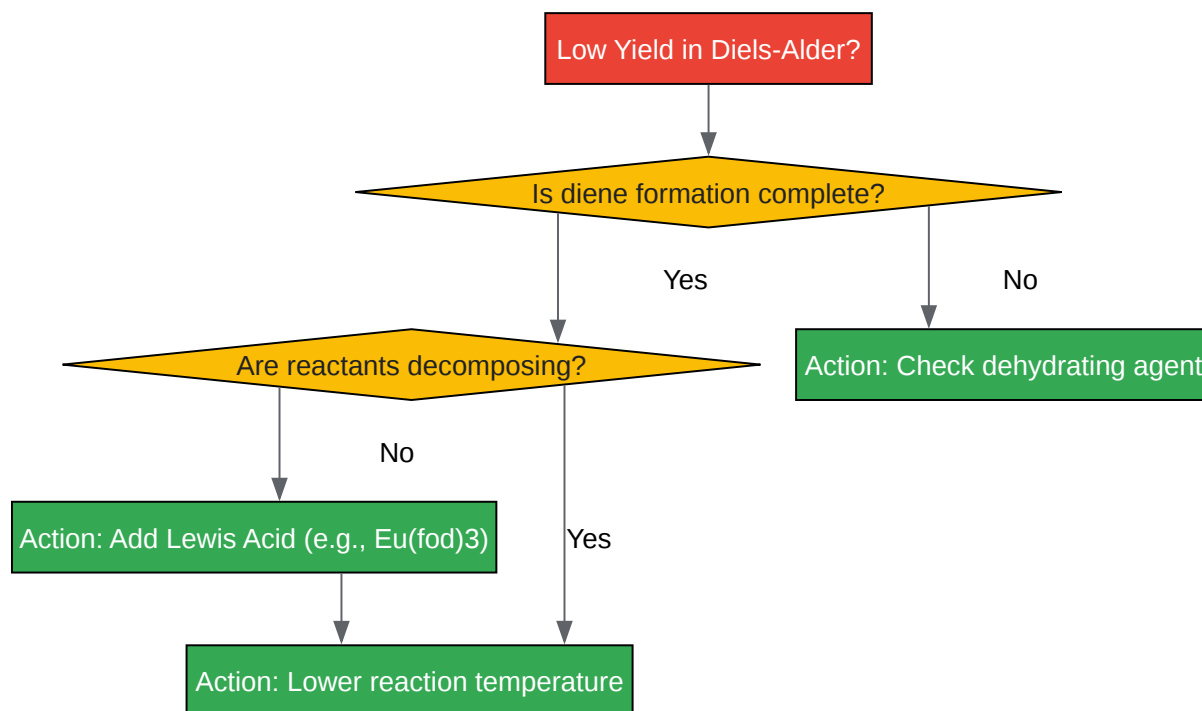 Low Yield in Diels-Alder?
Is diene formation complete?
Yes
No
Are reactants decomposing?
Action: Check dehydrating agent
No
Action: Add Lewis Acid (e.g., Eu(fod)3)
Yes
Action: Lower reaction temperature